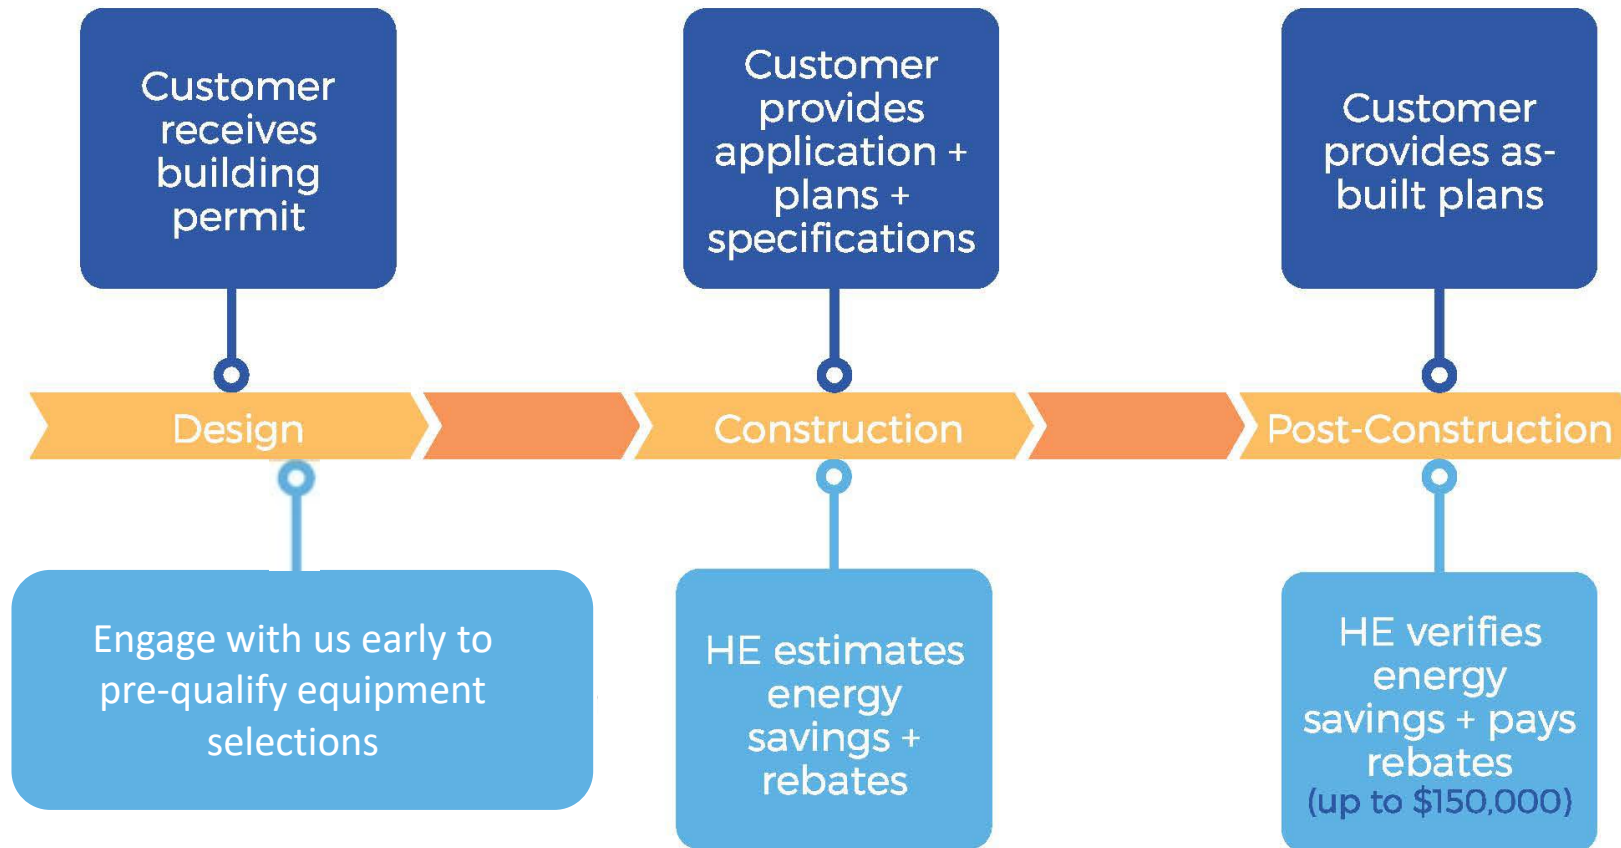 Customer
receives
building
permit
Customer
provides
application +
plans +
specifications
Customer
provides as-
built plans
Design
Construction
Post-Construction
Engage with us early to
pre-qualify equipment
selections
HE estimates
energy
savings +
rebates
HE verifies
energy
savings + pays
rebates
(up to $150,000)